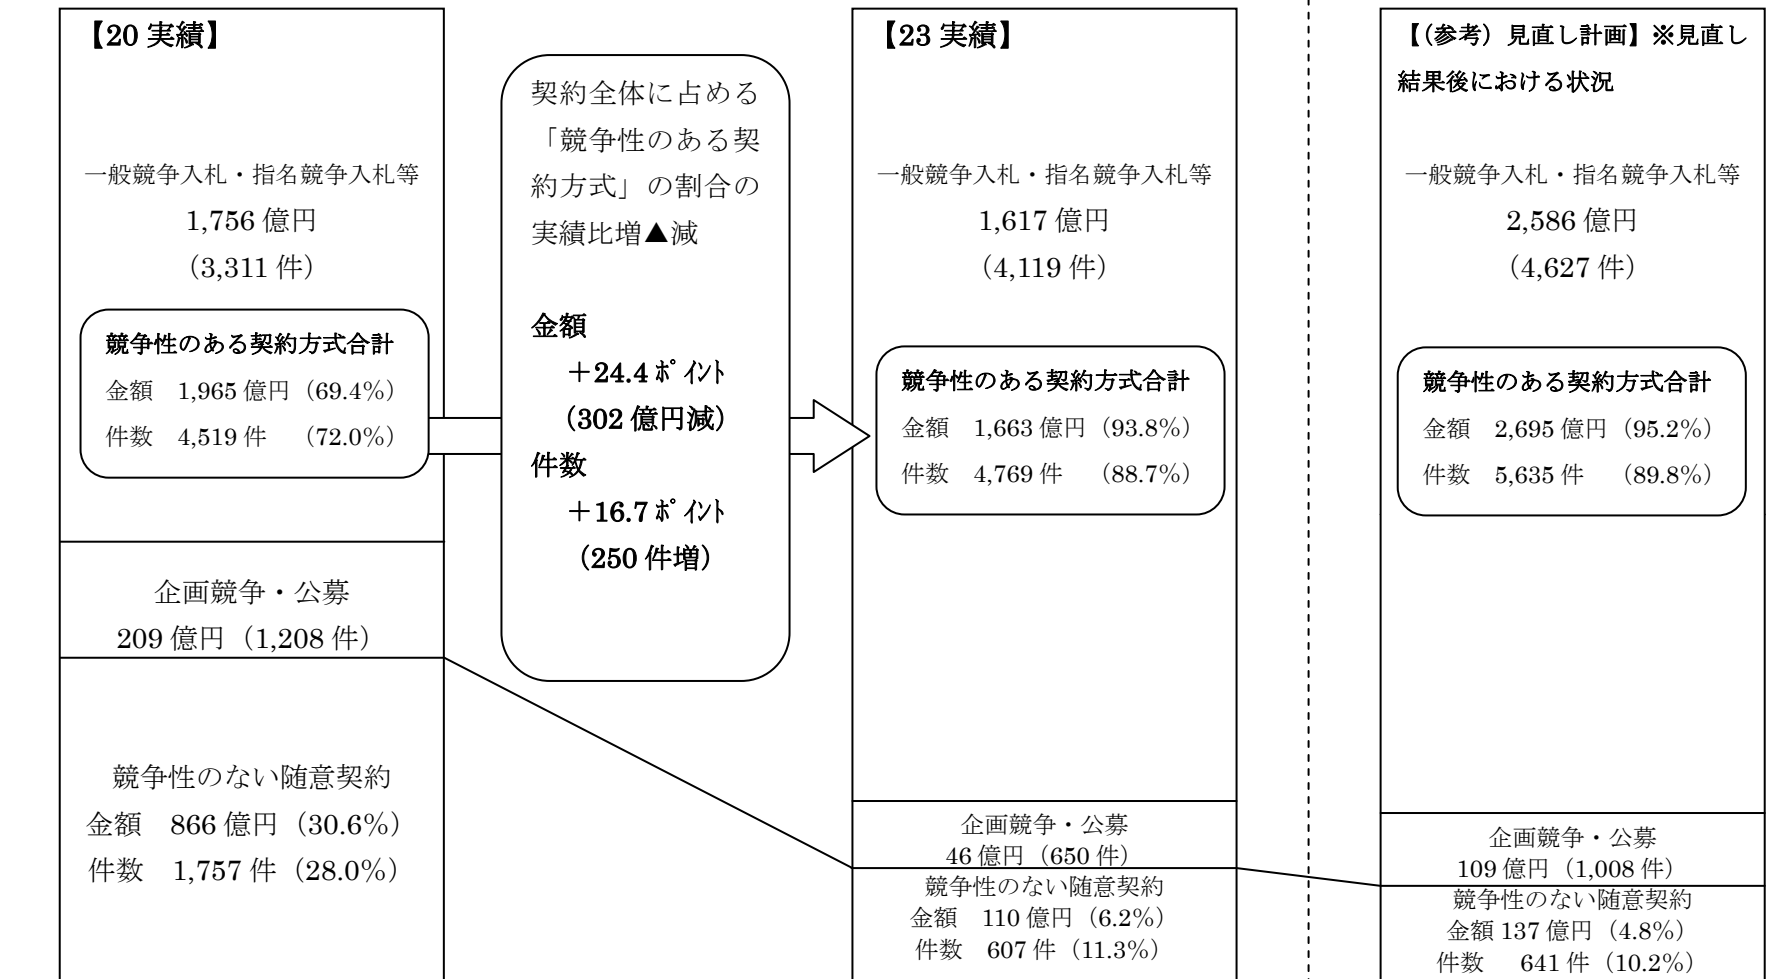 【20 実績】
一般競争入札・指名競争入札等
1,756 億円
（3,311 件）
競争性のある契約方式合計
金額　1,965 億円（69.4%）
件数　4,519 件　（72.0%）
企画競争・公募
209 億円（1,208 件）
競争性のない随意契約
金額　866 億円（30.6%）
件数　1,757 件（28.0%）
契約全体に占める
「競争性のある契
約方式」の割合の
実績比増▲減
金額
＋24.4 ﾎﾟｲﾝﾄ
（302 億円減）
件数
＋16.7 ﾎﾟｲﾝﾄ
（250 件増）
【23 実績】
一般競争入札・指名競争入札等
1,617 億円
（4,119 件）
競争性のある契約方式合計
金額　1,663 億円（93.8%）
件数　4,769 件　（88.7%）
企画競争・公募
46 億円（650 件）
競争性のない随意契約
金額　110 億円（6.2%）
件数　607 件（11.3%）
【（参考）見直し計画】※見直し
結果後における状況
一般競争入札・指名競争入札等
2,586 億円
（4,627 件）
競争性のある契約方式合計
金額　2,695 億円（95.2%）
件数　5,635 件　（89.8%）
企画競争・公募
109 億円（1,008 件）
競争性のない随意契約
金額 137 億円（4.8%）
件数　641 件（10.2%）